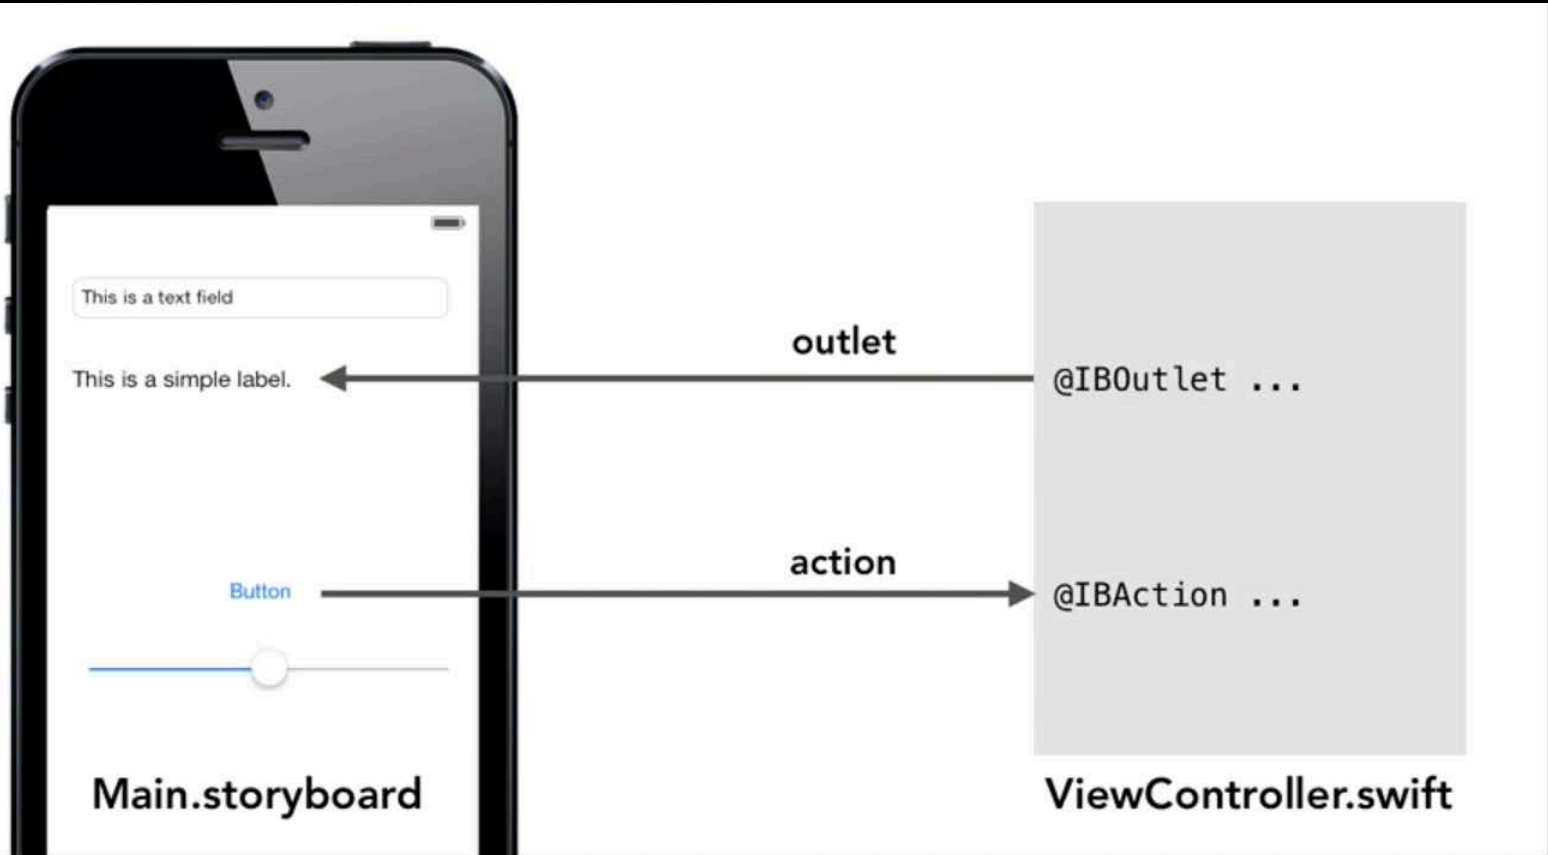 This is a text field
outlet
This is a simple label.
@IBOutlet ...
action
Button
@IBAction ...
Main.storyboard
ViewController.swift